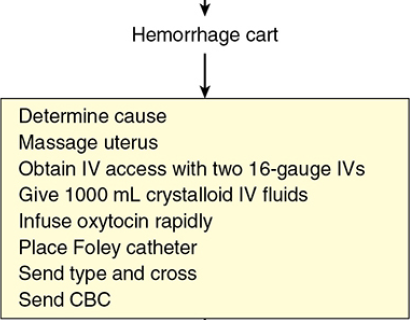 Hemorrhage cart
Determine cause
Massage uterus
Obtain IV access with two 16-gauge IVs
Give 1000 mL crystalloid IV fluids
Infuse oxytocin rapidly
Place Foley catheter
Send type and cross
Send CBC